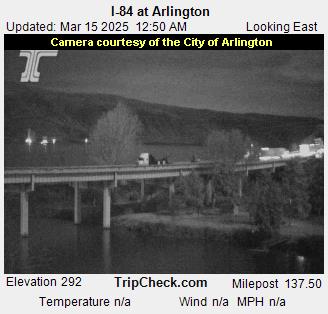 I-84 at Arlington
Updated: Mar 15 2025 12:50 AM Looking East
Camera courtesy of the City of Arlington
Elevation 292 TripCheck.com Milepost 137.50
Temperature n/a Wind n/a MPH n/a